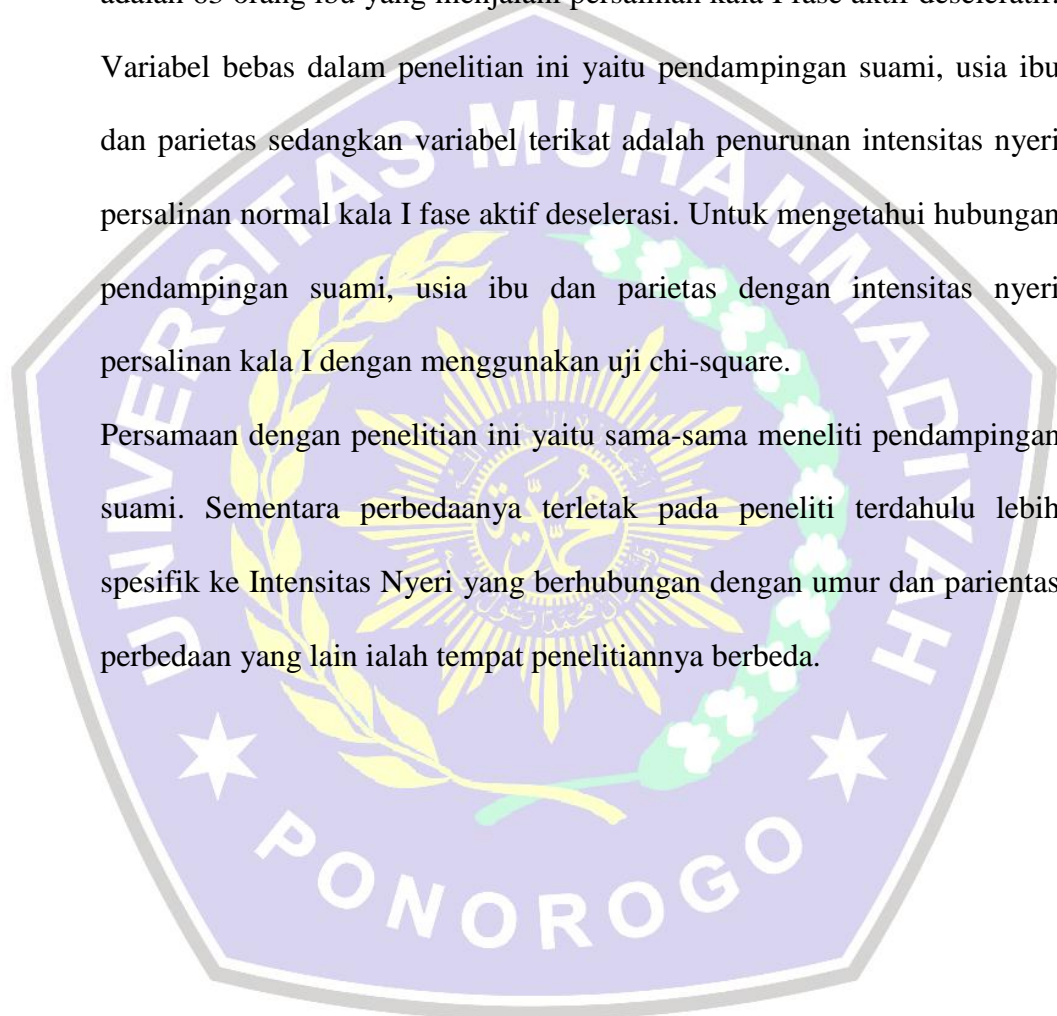 Variabel bebas dalam penelitian ini yaitu pendampingan suami, usia ibu
dan parietas sedangkan variabel terikat adalah penurunan intensitas nyeri
persalinan normal kala I fase aktif deselerasi. Untuk mengetahui hubungan
pendampingan suami, usia ibu dan parietas dengan intensitas nyeri
persalinan kala I dengan menggunakan uji chi-square.
Persamaan dengan penelitian ini yaitu sama-sama meneliti pendampingan
suami. Sementara perbedaanya terletak pada peneliti terdahulu lebih
spesifik ke Intensitas Nyeri yang berhubungan dengan umur dan parientas
perbedaan yang lain ialah tempat penelitiannya berbeda.
UNIVERSITAS MUHAMMADIYAH
PONOROGO